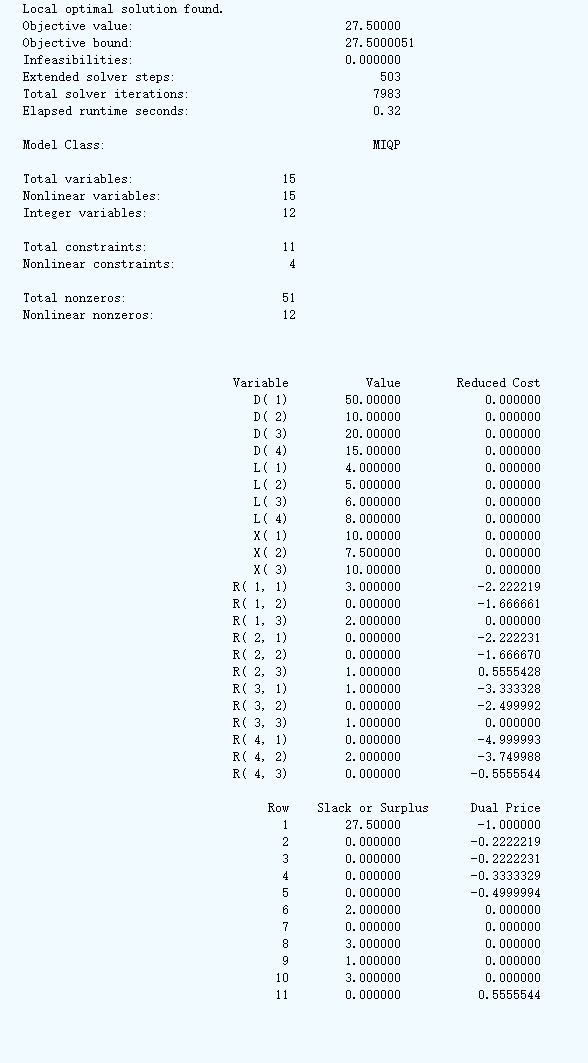 Local optimal solution found.
Objective value: 27.50000
Objective bound: 27.5000051
Infeasibilities: 0.000000
Extended solver steps: 503
Total solver iterations: 7983
Elapsed runtime seconds: 0.32
Model Class: MIQP
Total variables: 15
Nonlinear variables: 15
Integer variables: 12
Total constraints: 11
Nonlinear constraints: 4
Total nonzeros: 51
Nonlinear nonzeros: 12
Variable Value Reduced Cost
D( 1) 50.00000 0.000000
D( 2) 10.00000 0.000000
D( 3) 20.00000 0.000000
D( 4) 15.00000 0.000000
L( 1) 4.000000 0.000000
L( 2) 5.000000 0.000000
L( 3) 6.000000 0.000000
L( 4) 8.000000 0.000000
X( 1) 10.00000 0.000000
X( 2) 7.500000 0.000000
X( 3) 10.00000 0.000000
R( 1, 1) 3.000000 -2.222219
R( 1, 2) 0.000000 -1.666661
R( 1, 3) 2.000000 0.000000
R( 2, 1) 0.000000 -2.222231
R( 2, 2) 0.000000 -1.666670
R( 2, 3) 1.000000 0.5555428
R( 3, 1) 1.000000 -3.333328
R( 3, 2) 0.000000 -2.499992
R( 3, 3) 1.000000 0.000000
R( 4, 1) 0.000000 -4.999993
R( 4, 2) 2.000000 -3.749988
R( 4, 3) 0.000000 -0.5555544
Row Slack or Surplus Dual Price
1 27.50000 -1.000000
2 0.000000 -0.2222219
3 0.000000 -0.2222231
4 0.000000 -0.3333329
5 0.000000 -0.4999994
6 2.000000 0.000000
7 0.000000 0.000000
8 3.000000 0.000000
9 1.000000 0.000000
10 3.000000 0.000000
11 0.000000 0.5555544